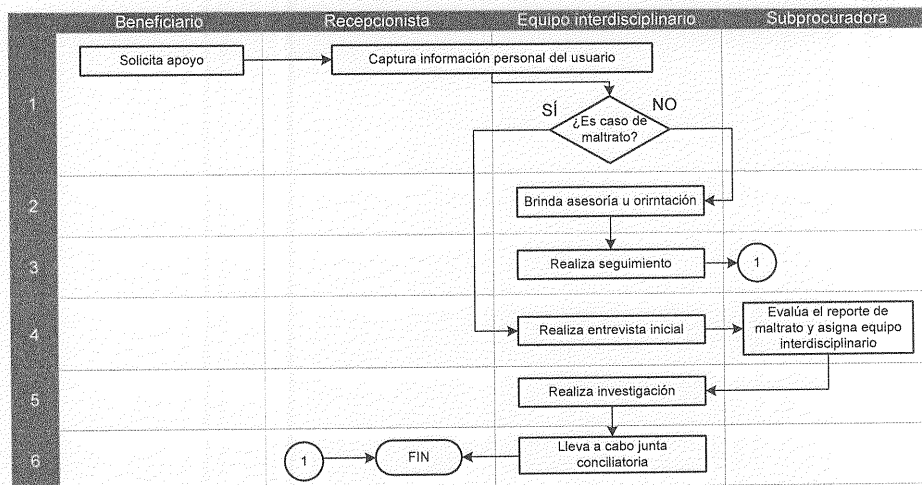 Beneficiario
Recepcionista
Equipo interdisciplinario
Subprocuradora
1
Solicita apoyo
Captura información personal del usuario
SÍ
NO
¿Es caso de
maltrato?
2
Brinda asesoría u orirntación
3
Realiza seguimiento
1
4
Realiza entrevista inicial
Evalúa el reporte de
maltrato y asigna equipo
interdisciplinario
5
Realiza investigación
6
1
FIN
Lleva a cabo junta
conciliatoria